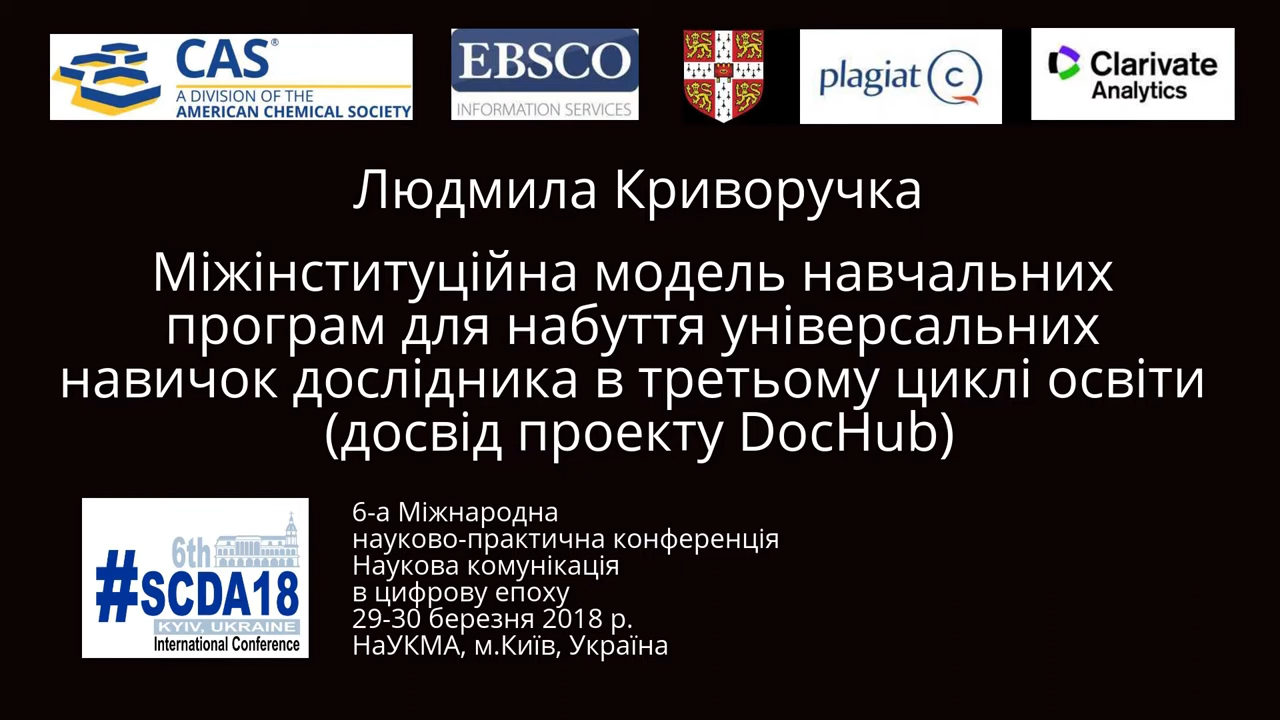 CAS®
A DIVISION OF THE
AMERICAN CHEMICAL SOCIETY
EBSCO
INFORMATION SERVICES
plagiat c
Clarivate
Analytics
Людмила Криворучка
Міжінституційна модель навчальних
програм для набуття універсальних
навичок дослідника в третьому циклі освіти
(досвід проекту DocHub)
6th
#SCDA18
KYIV, UKRAINE
International Conference
6-а Міжнародна
науково-практична конференція
Наукова комунікація
в цифрову епоху
29-30 березня 2018 р.
НаУКМА, м.Київ, Україна